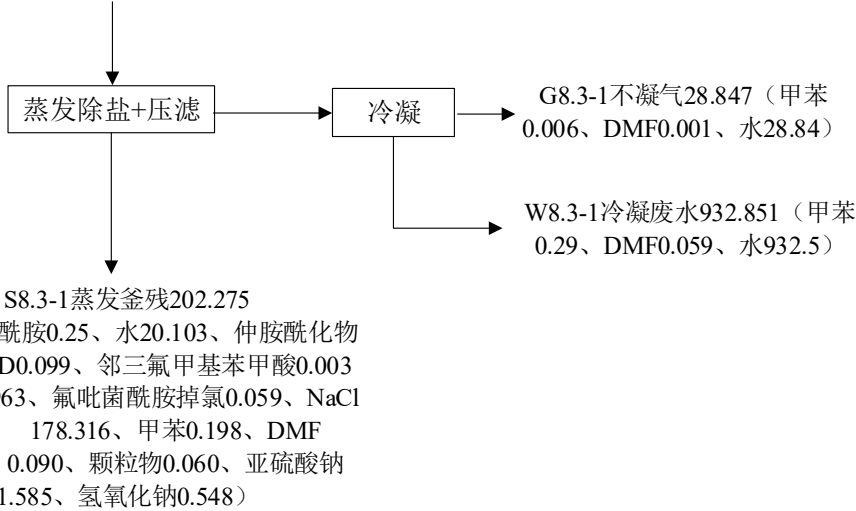 蒸发除盐+压滤
冷凝
G8.3-1不凝气28.847（甲苯
0.006、DMF0.001、水28.84）
W8.3-1冷凝废水932.851（甲苯
0.29、DMF0.059、水932.5）
S8.3-1蒸发釜残202.275
酰胺0.25、水20.103、仲胺酰化物
D0.099、邻三氟甲基苯甲酸0.003
63、氟吡菌酰胺掉氯0.059、NaCl
178.316、甲苯0.198、DMF
0.090、颗粒物0.060、亚硫酸钠
1.585、氢氧化钠0.548）